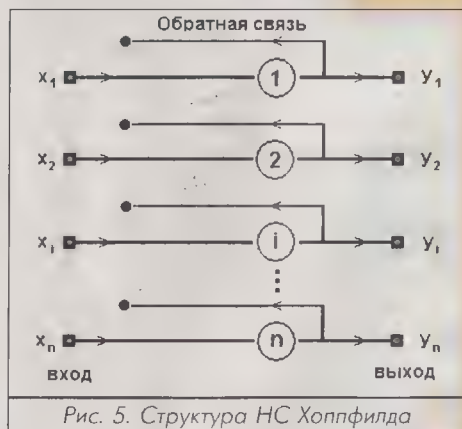 Обратная связь
x1 1 y1
x2 2 y2
xi i yi
xn n yn
вход выход
Рис. 5. Структура НС Хоппфилда